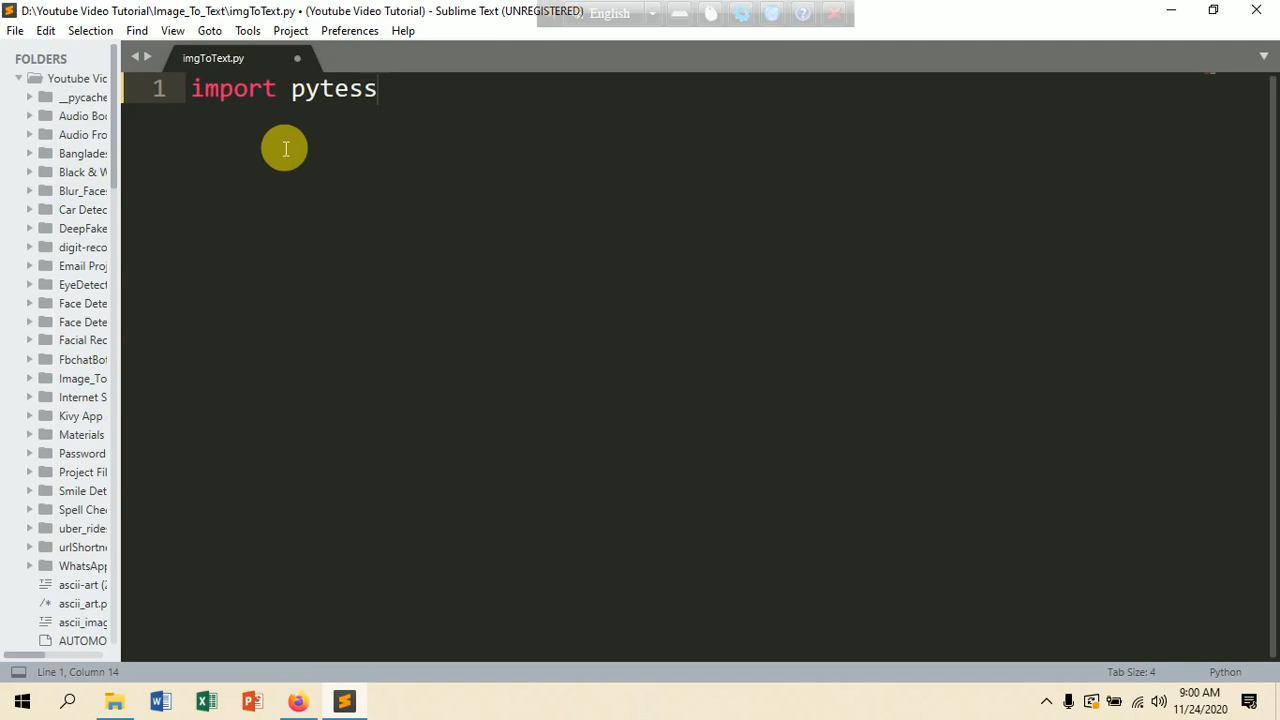 D:\Youtube Video Tutorial\Image_To_Text\imgToText.py • (Youtube Video Tutorial) - Sublime Text (UNREGISTERED)
English
File Edit Selection Find View Goto Tools Project Preferences Help
FOLDERS
imgToText.py
Youtube Vic
1 import pytess
__pycache
Audio Boo
Audio Fro
Banglades
Black & W
Blur_Faces
Car Detec
DeepFake
digit-reco
Email Proj
EyeDetect
Face Dete
Face Dete
Facial Rec
FbchatBot
Image_To
Internet S
Kivy App
Materials
Password
Project Fil
Smile Det
Spell Che
uber_rides
urlShortne
WhatsApp
ascii-art (2
ascii_art.p
ascii_imag
AUTOMO
Line 1, Column 14
Tab Size: 4
Python
9:00 AM
11/24/2020